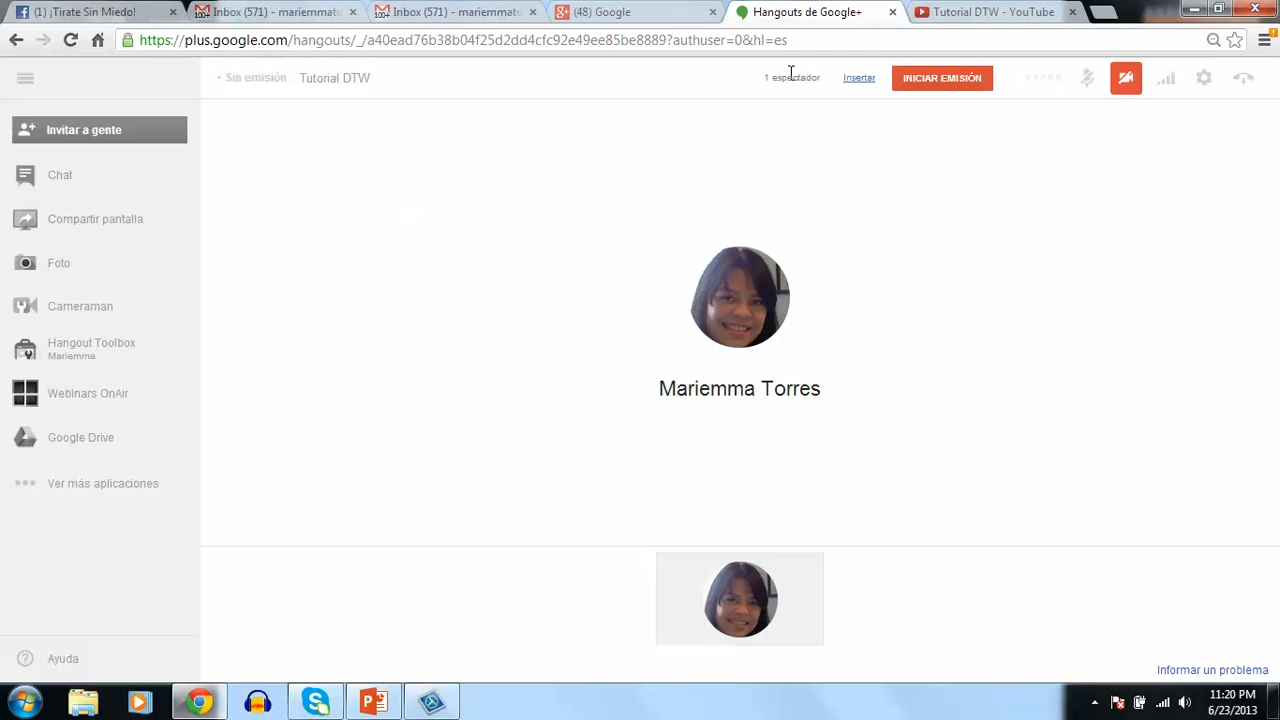 (1) ¡Tírate Sin Miedo!
Inbox (571) - mariemmato
Inbox (571) - mariemmato
(48) Google
Hangouts de Google+
Tutorial DTW - YouTube
https://plus.google.com/hangouts/_/a40ead76b38b04f25d2dd4cfc92e49ee85be8889?authuser=0&hl=es
Sin emisión
Tutorial DTW
1 espectador
Insertar
INICIAR EMISIÓN
Invitar a gente
Chat
Compartir pantalla
Foto
Cameraman
Hangout Toolbox
Mariemma
Webinars OnAir
Google Drive
Ver más aplicaciones
Mariemma Torres
Ayuda
Informar un problema
11:20 PM
6/23/2013